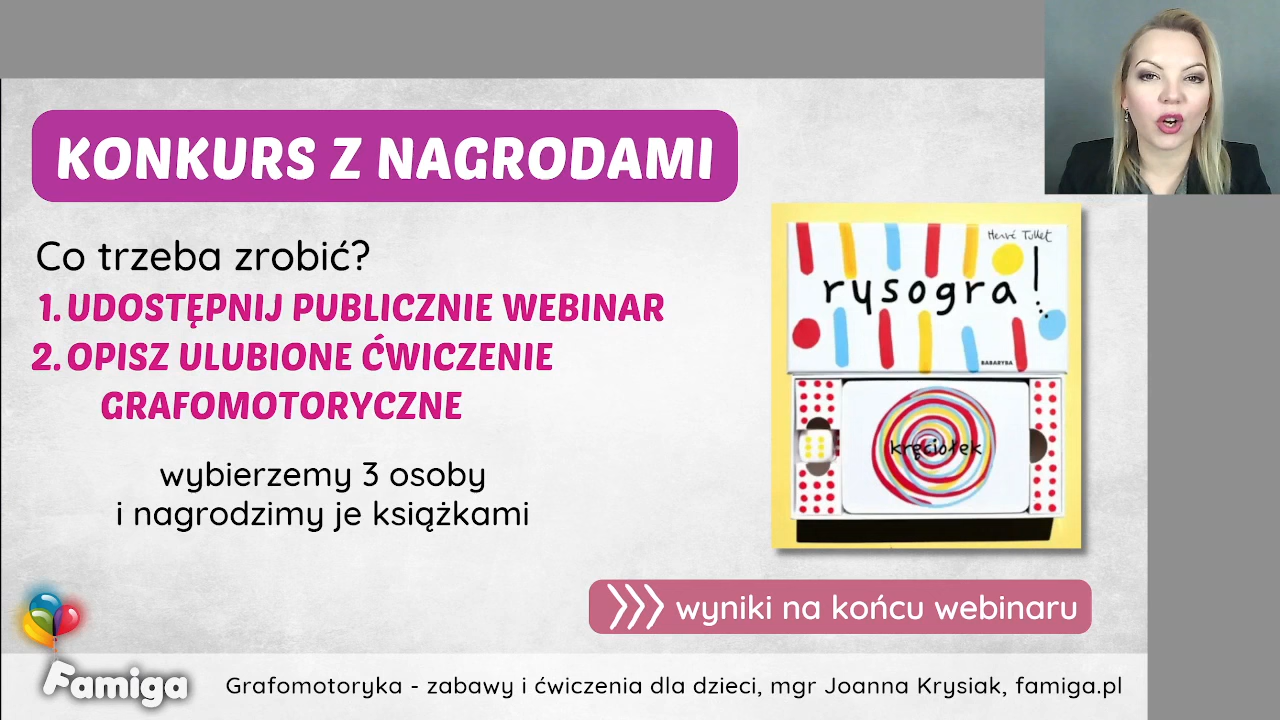 KONKURS Z NAGRODAMI
Co trzeba zrobić?
1. UDOSTĘPNIJ PUBLICZNIE WEBINAR
2. OPISZ ULUBIONE ĆWICZENIE
GRAFOMOTORYCZNE
wybierzemy 3 osoby
i nagrodzimy je książkami
Hervé Tullet
rysogra!
BABARYBA
kręciołek
wyniki na końcu webinaru
Famiga
Grafomotoryka - zabawy i ćwiczenia dla dzieci, mgr Joanna Krysiak, famiga.pl